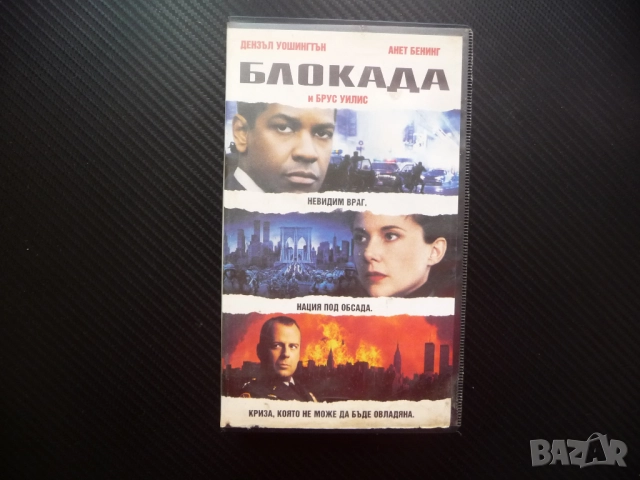 ДЕНЗЪЛ УОШИНГТЪН АНЕТ БЕНИНГ
БЛОКАДА
и БРУС УИЛИС
НЕВИДИМ ВРАГ.
НАЦИЯ ПОД ОБСАДА.
КРИЗА, КОЯТО НЕ МОЖЕ ДА БЪДЕ ОВЛАДЯНА.
BAZAR
bg